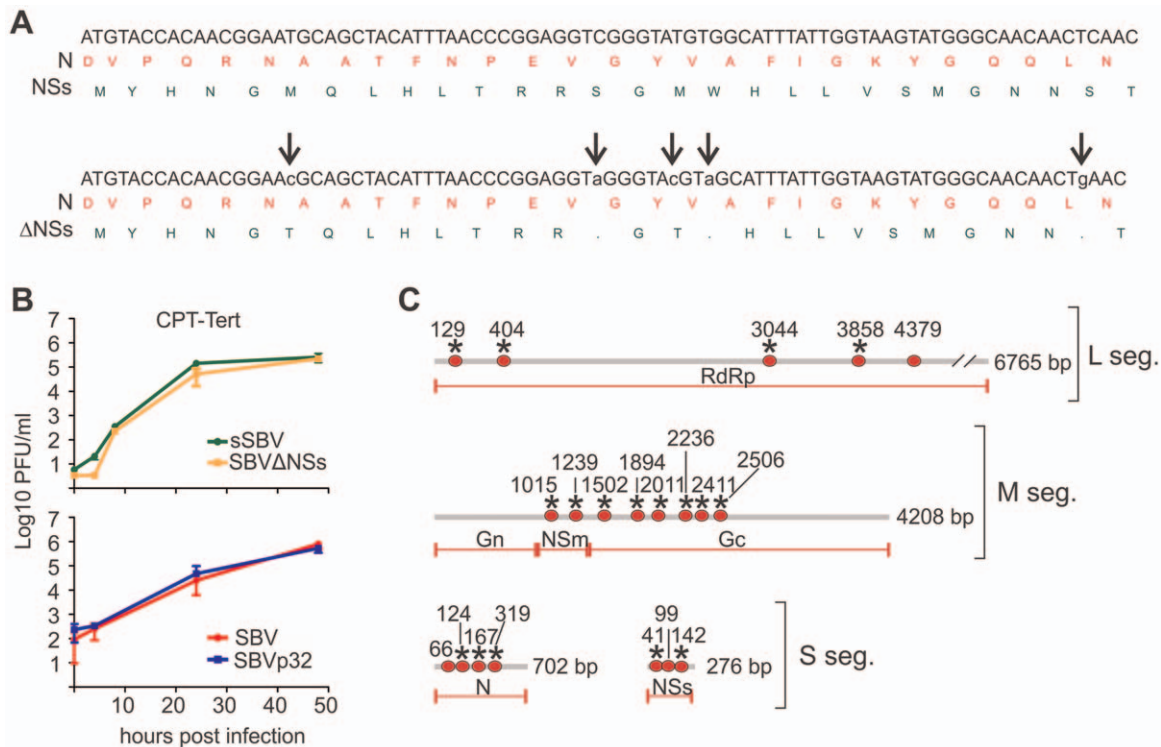 A
ATGTACCACAACGGAATGCAGCTACATTTAACCCGGAGGTCGGGTATGTGGCATTTATTGGTAAGTATGGGCAACAACTCAAC
N D V P Q R N A A T F N P E V G Y V A F I G K Y G Q Q L N
NSs M Y H N G M Q L H L T R R S G M W H L L V S M G N N S T
ATGTACCACAACGGAAcGCAGCTACATTTAACCCGGAGGTaGGGTAcGTaGCATTTATTGGTAAGTATGGGCAACAACTgAAC
N D V P Q R N A A T F N P E V G Y V A F I G K Y G Q Q L N
ΔNSs M Y H N G T Q L H L T R R . G T . H L L V S M G N N . T
B
CPT-Tert
7
6
5
4
3
2
1
sSBV
SBVΔNSs
Log10 PFU/ml
7
6
5
4
3
2
1
SBV
SBVp32
10 20 30 40 50
hours post infection
C
129 404 3044 3858 4379
* * * *
6765 bp
L seg.
RdRp
2236
1239 1894 2506
1015 1502 2011 2411
* * * * * * * *
4208 bp
M seg.
Gn NSm Gc
124 319
66 167
* * *
702 bp
N
99
41 142
* *
276 bp
NSs
S seg.